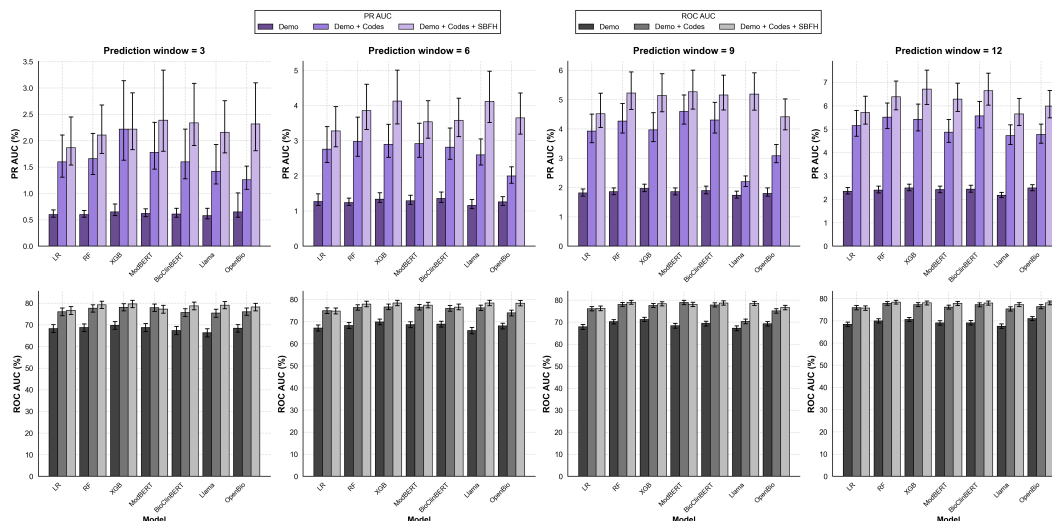 PR AUC
Demo Demo + Codes Demo + Codes + SBFH
ROC AUC
Demo Demo + Codes Demo + Codes + SBFH
Prediction window = 3
PR AUC (%)
3.5
3.0
2.5
2.0
1.5
1.0
0.5
0.0
LR RF XGB ModBERT BioClinBERT Llama OpenBio
Prediction window = 6
PR AUC (%)
5
4
3
2
1
0
LR RF XGB ModBERT BioClinBERT Llama OpenBio
Prediction window = 9
PR AUC (%)
6
5
4
3
2
1
0
LR RF XGB ModBERT BioClinBERT Llama OpenBio
Prediction window = 12
PR AUC (%)
7
6
5
4
3
2
1
0
LR RF XGB ModBERT BioClinBERT Llama OpenBio
ROC AUC (%)
80
70
60
50
40
30
20
10
0
LR RF XGB ModBERT BioClinBERT Llama OpenBio
Model
ROC AUC (%)
80
70
60
50
40
30
20
10
0
LR RF XGB ModBERT BioClinBERT Llama OpenBio
Model
ROC AUC (%)
80
70
60
50
40
30
20
10
0
LR RF XGB ModBERT BioClinBERT Llama OpenBio
Model
ROC AUC (%)
80
70
60
50
40
30
20
10
0
LR RF XGB ModBERT BioClinBERT Llama OpenBio
Model